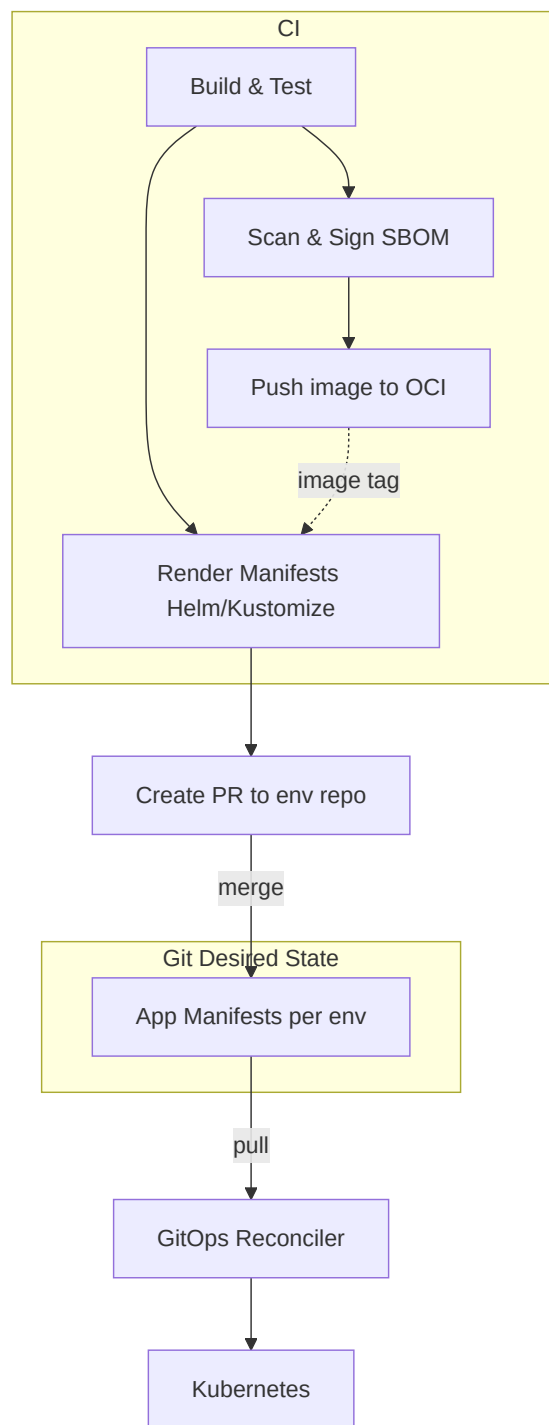 CI
Build & Test
Scan & Sign SBOM
Push image to OCI
image tag
Render Manifests
Helm/Kustomize
Create PR to env repo
merge
Git Desired State
App Manifests per env
pull
GitOps Reconciler
Kubernetes